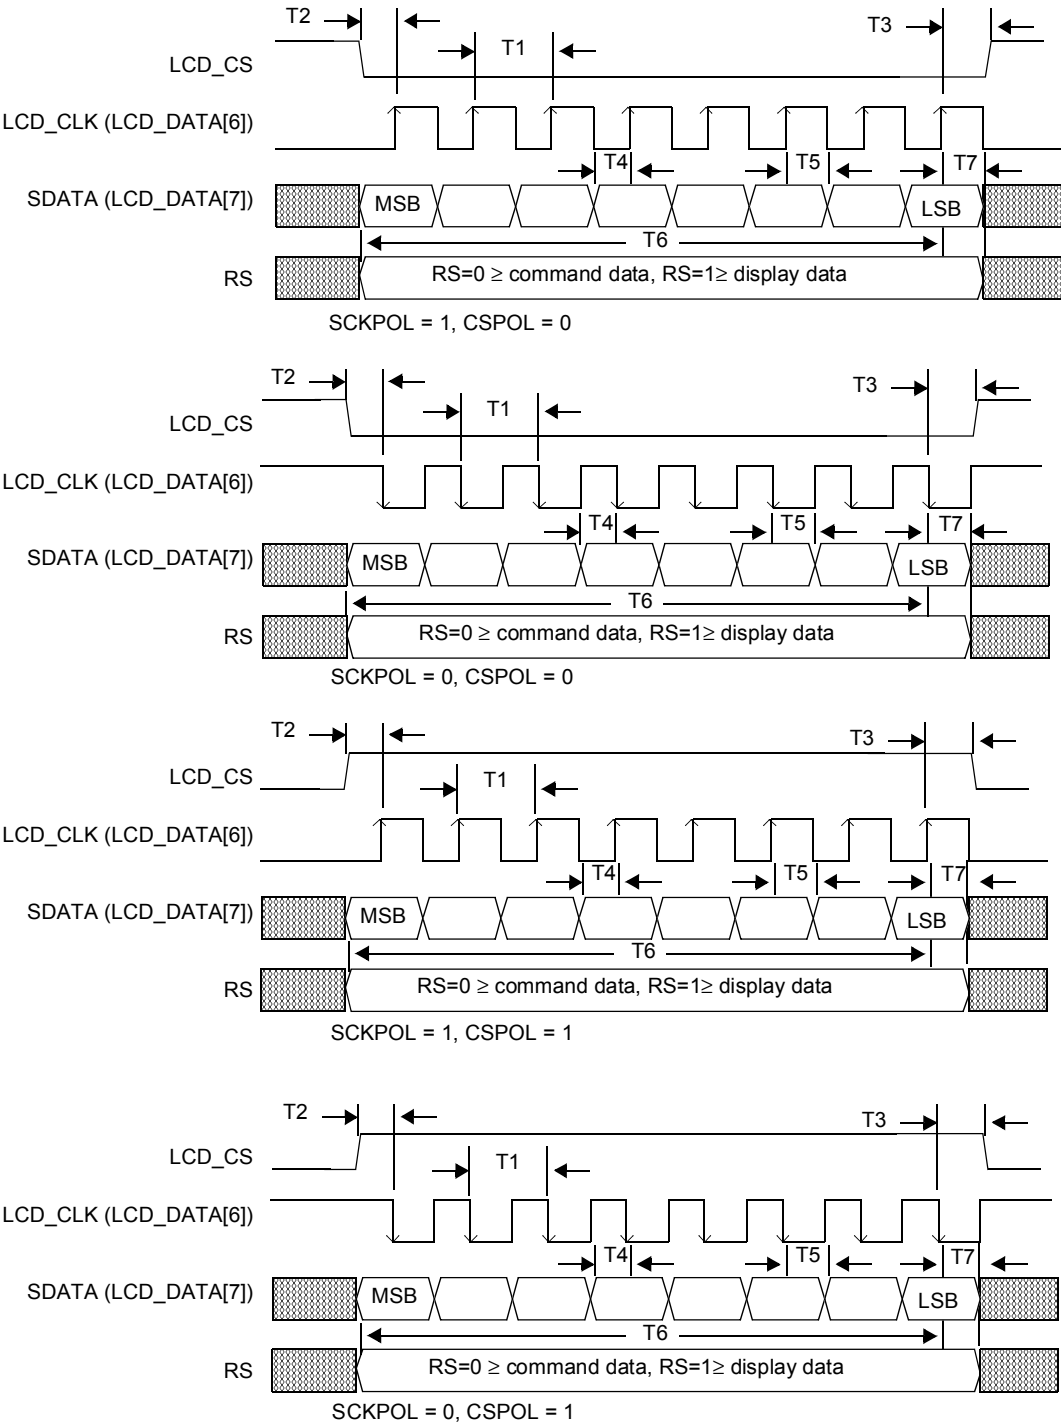 T2
T3
T1
LCD_CS
LCD_CLK (LCD_DATA[6])
T4
T5
T7
SDATA (LCD_DATA[7])
MSB
LSB
T6
RS
RS=0 ≥ command data, RS=1≥ display data
SCKPOL = 1, CSPOL = 0
T2
T3
T1
LCD_CS
LCD_CLK (LCD_DATA[6])
T4
T5
T7
SDATA (LCD_DATA[7])
MSB
LSB
T6
RS
RS=0 ≥ command data, RS=1≥ display data
SCKPOL = 0, CSPOL = 0
T2
T3
LCD_CS
T1
LCD_CLK (LCD_DATA[6])
T4
T5
T7
SDATA (LCD_DATA[7])
MSB
LSB
T6
RS
RS=0 ≥ command data, RS=1≥ display data
SCKPOL = 1, CSPOL = 1
T2
T3
LCD_CS
T1
LCD_CLK (LCD_DATA[6])
T4
T5
T7
SDATA (LCD_DATA[7])
MSB
LSB
T6
RS
RS=0 ≥ command data, RS=1≥ display data
SCKPOL = 0, CSPOL = 1